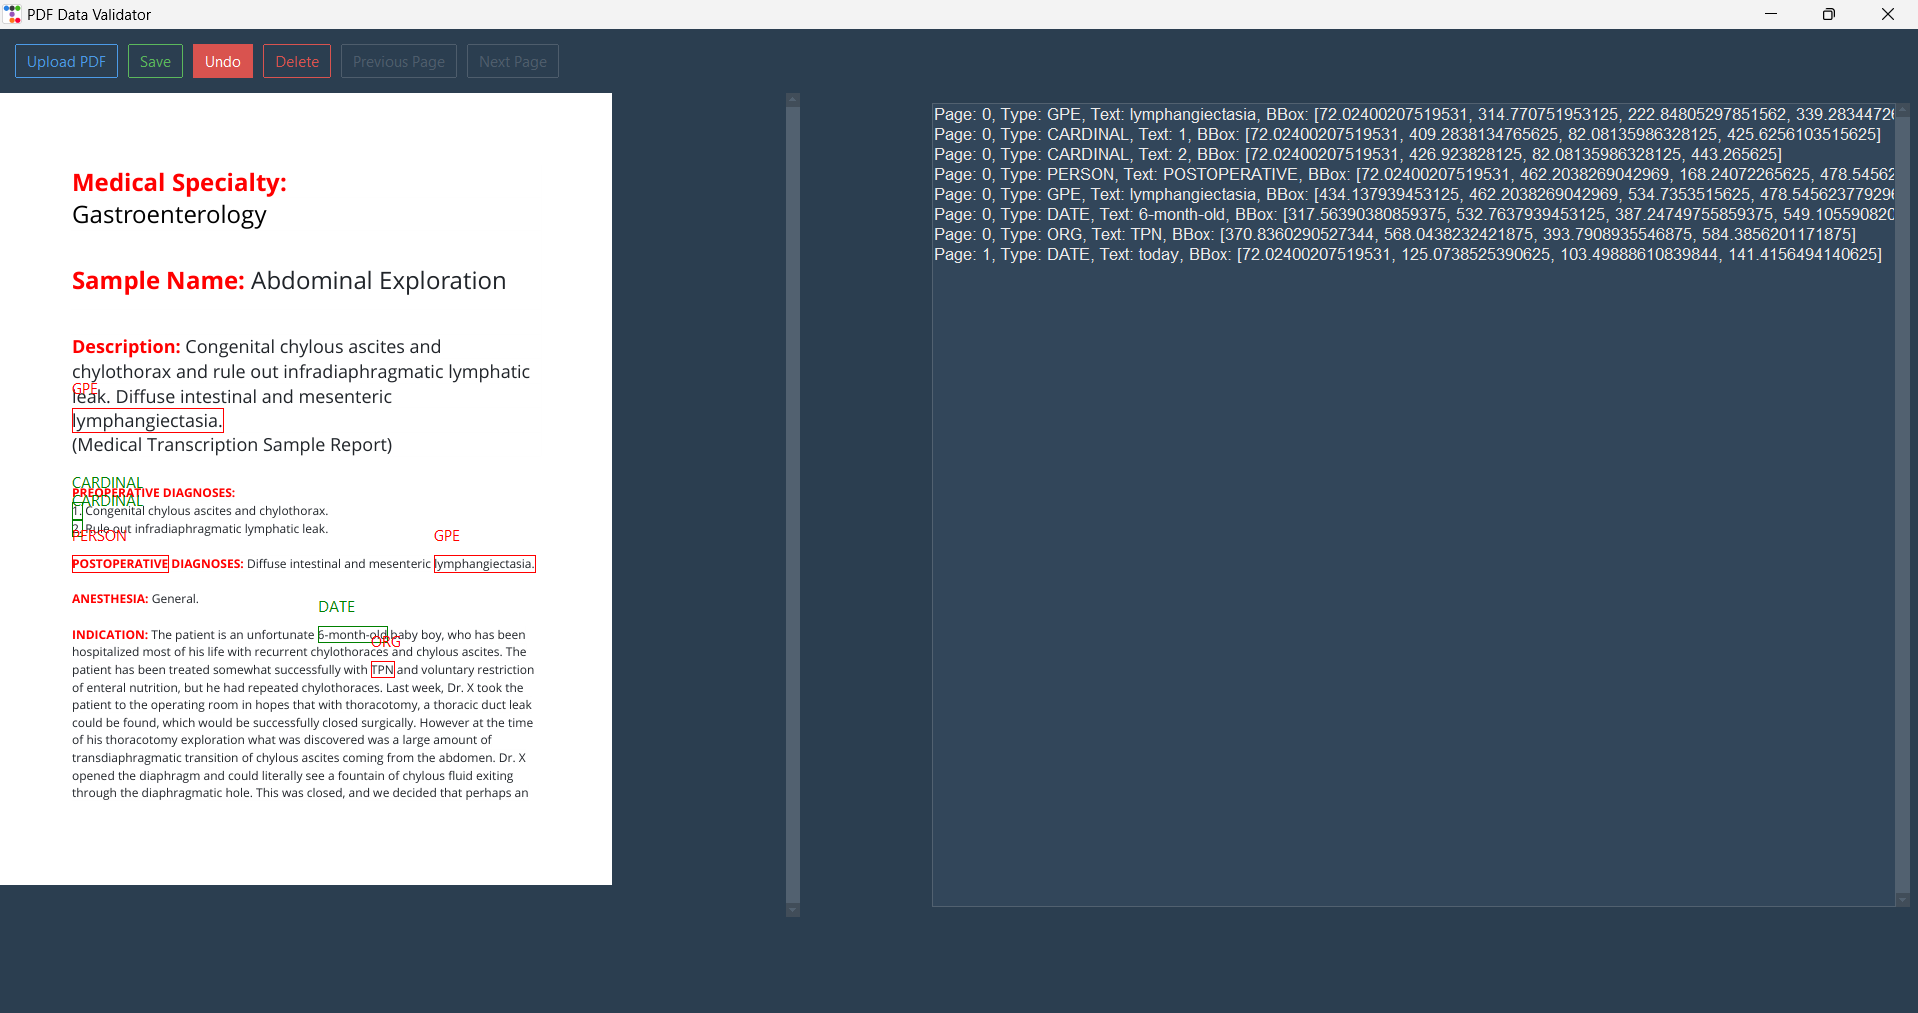 PDF Data Validator
Upload PDF
Save
Undo
Delete
Previous Page
Next Page
Medical Specialty:
Gastroenterology
Sample Name: Abdominal Exploration
Description: Congenital chylous ascites and
chylothorax and rule out infradiaphragmatic lymphatic
GPE
leak. Diffuse intestinal and mesenteric
lymphangiectasia.
(Medical Transcription Sample Report)
CARDINAL
PREOPERATIVE DIAGNOSES:
CARDINAL
1. Congenital chylous ascites and chylothorax.
2. Rule out infradiaphragmatic lymphatic leak.
PERSON
GPE
POSTOPERATIVE DIAGNOSES: Diffuse intestinal and mesenteric lymphangiectasia.
ANESTHESIA: General.
DATE
INDICATION: The patient is an unfortunate 6-month-old baby boy, who has been
ORG
hospitalized most of his life with recurrent chylothoraces and chylous ascites. The
patient has been treated somewhat successfully with TPN and voluntary restriction
of enteral nutrition, but he had repeated chylothoraces. Last week, Dr. X took the
patient to the operating room in hopes that with thoracotomy, a thoracic duct leak
could be found, which would be successfully closed surgically. However at the time
of his thoracotomy exploration what was discovered was a large amount of
transdiaphragmatic transition of chylous ascites coming from the abdomen. Dr. X
opened the diaphragm and could literally see a fountain of chylous fluid exiting
through the diaphragmatic hole. This was closed, and we decided that perhaps an
Page: 0, Type: GPE, Text: lymphangiectasia, BBox: [72.02400207519531, 314.770751953125, 222.84805297851562, 339.28344726
Page: 0, Type: CARDINAL, Text: 1, BBox: [72.02400207519531, 409.2838134765625, 82.08135986328125, 425.6256103515625]
Page: 0, Type: CARDINAL, Text: 2, BBox: [72.02400207519531, 426.923828125, 82.08135986328125, 443.265625]
Page: 0, Type: PERSON, Text: POSTOPERATIVE, BBox: [72.02400207519531, 462.2038269042969, 168.24072265625, 478.54562
Page: 0, Type: GPE, Text: lymphangiectasia, BBox: [434.137939453125, 462.2038269042969, 534.7353515625, 478.545623779296
Page: 0, Type: DATE, Text: 6-month-old, BBox: [317.56390380859375, 532.7637939453125, 387.24749755859375, 549.105590820
Page: 0, Type: ORG, Text: TPN, BBox: [370.8360290527344, 568.0438232421875, 393.7908935546875, 584.3856201171875]
Page: 1, Type: DATE, Text: today, BBox: [72.02400207519531, 125.0738525390625, 103.49888610839844, 141.4156494140625]